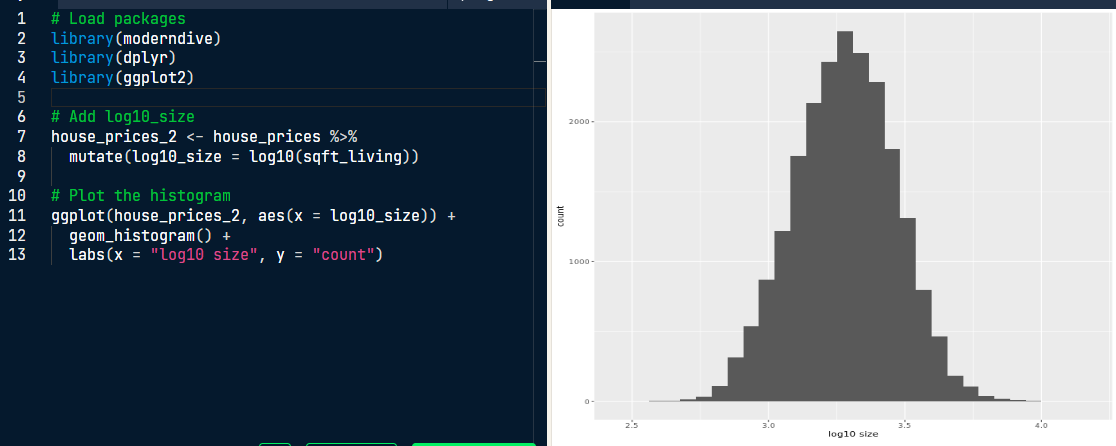 1 # Load packages
2 library(moderndive)
3 library(dplyr)
4 library(ggplot2)
5
6 # Add log10_size
7 house_prices_2 <- house_prices %>%
8 mutate(log10_size = log10(sqft_living))
9
10 # Plot the histogram
11 ggplot(house_prices_2, aes(x = log10_size)) +
12 geom_histogram() +
13 labs(x = "log10 size", y = "count")
2000
count
1000
0
2.5 3.0 3.5 4.0
log10 size